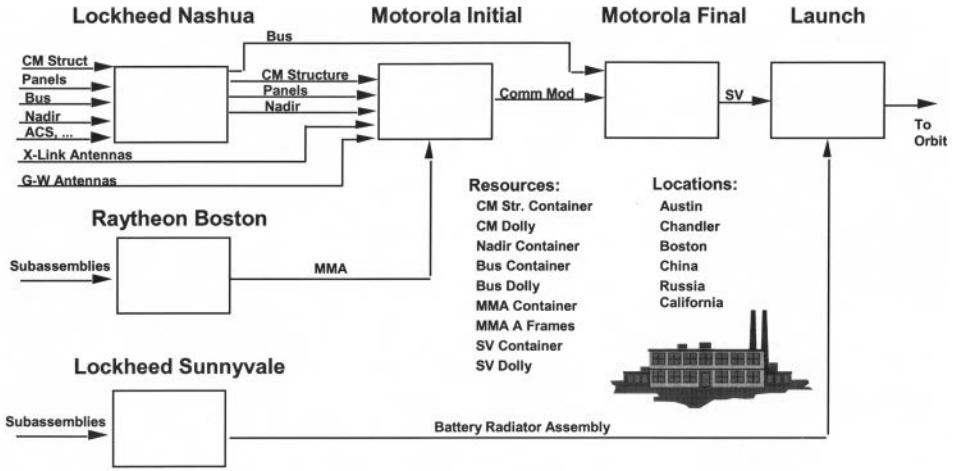 Lockheed Nashua
Motorola Initial
Motorola Final
Launch
Bus
CM Struct
Panels
Bus
Nadir
ACS, ...
CM Structure
Panels
Nadir
Comm Mod
SV
To
Orbit
X-Link Antennas
G-W Antennas
Raytheon Boston
Subassemblies
MMA
Resources:
CM Str. Container
CM Dolly
Nadir Container
Bus Container
Bus Dolly
MMA Container
MMA A Frames
SV Container
SV Dolly
Locations:
Austin
Chandler
Boston
China
Russia
California
Lockheed Sunnyvale
Subassemblies
Battery Radiator Assembly